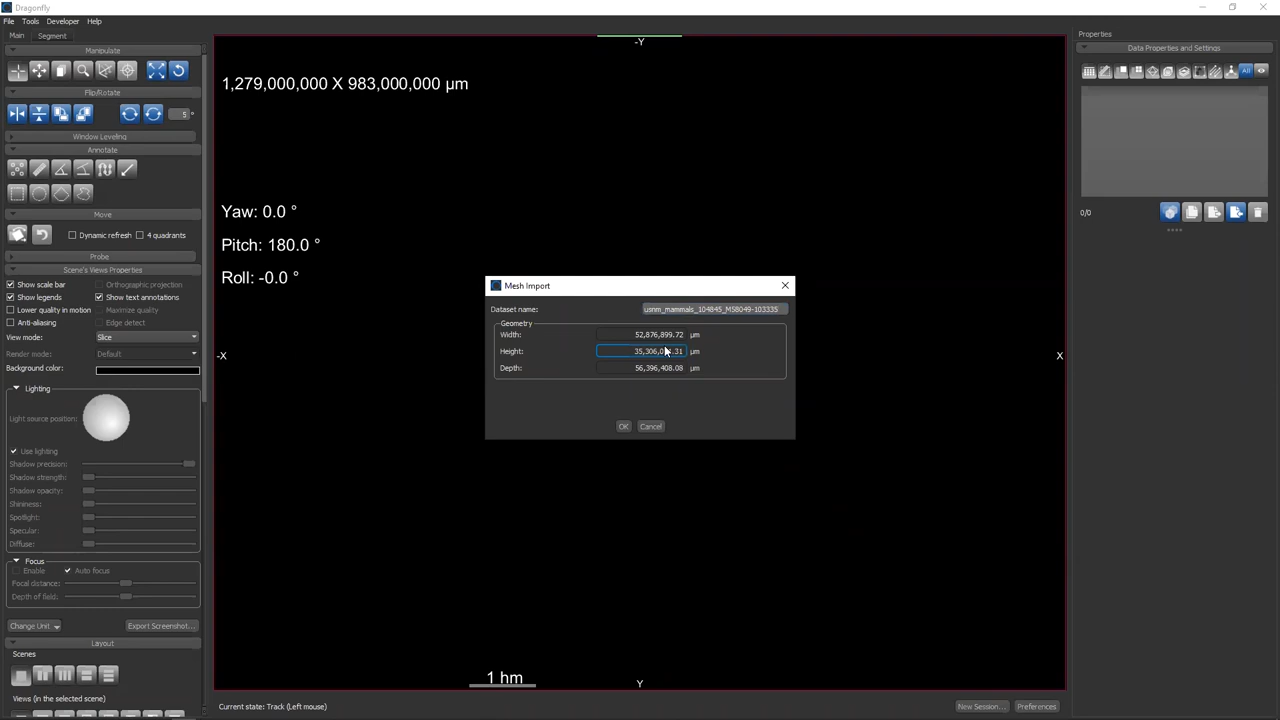 Dragonfly
File Tools Developer Help
Main Segment
Manipulate
Flip/Rotate
5 °
Window Leveling
Annotate
Move
Dynamic refresh 4 quadrants
Probe
Scene's Views Properties
Show scale bar Orthographic projection
Show legends Show text annotations
Lower quality in motion Maximize quality
Anti-aliasing Edge detect
View mode: Slice
Render mode: Default
Background color:
Lighting
Light source position:
Use lighting
Shadow precision:
Shadow strength:
Shadow opacity:
Shininess:
Spotlight:
Specular:
Diffuse:
Focus
Enable Auto focus
Focal distance:
Depth of field:
Change Unit Export Screenshot...
Layout
Scenes
Views (in the selected scene)
-Y
1,279,000,000 X 983,000,000 µm
Yaw: 0.0 °
Pitch: 180.0 °
Roll: -0.0 °
-X
X
Mesh Import
Dataset name: usnm_mammals_104845_M58049-103335
Geometry
Width: 52,876,899.72 µm
Height: µm
Depth: 56,396,408.08 µm
OK Cancel
1 hm
Y
Current state: Track (Left mouse) New Session... Preferences
Properties
Data Properties and Settings
All
0/0